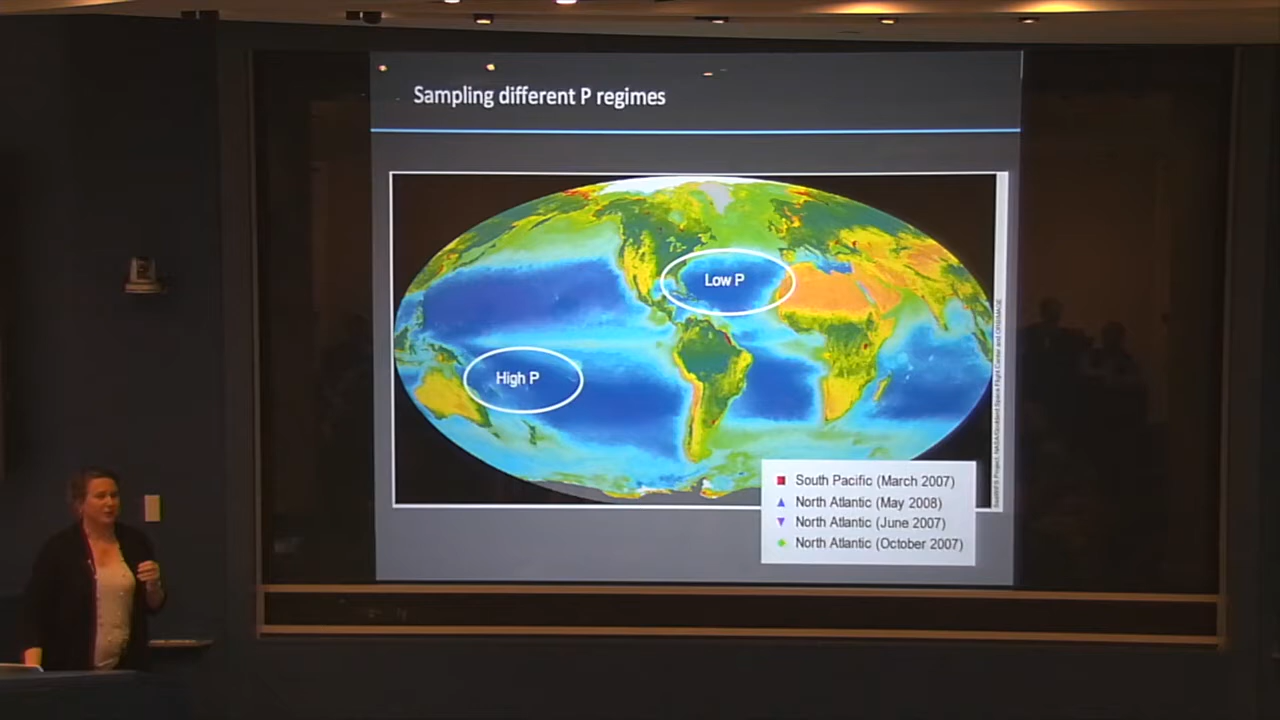 Sampling different P regimes
Low P
High P
South Pacific (March 2007)
North Atlantic (May 2008)
North Atlantic (June 2007)
North Atlantic (October 2007)